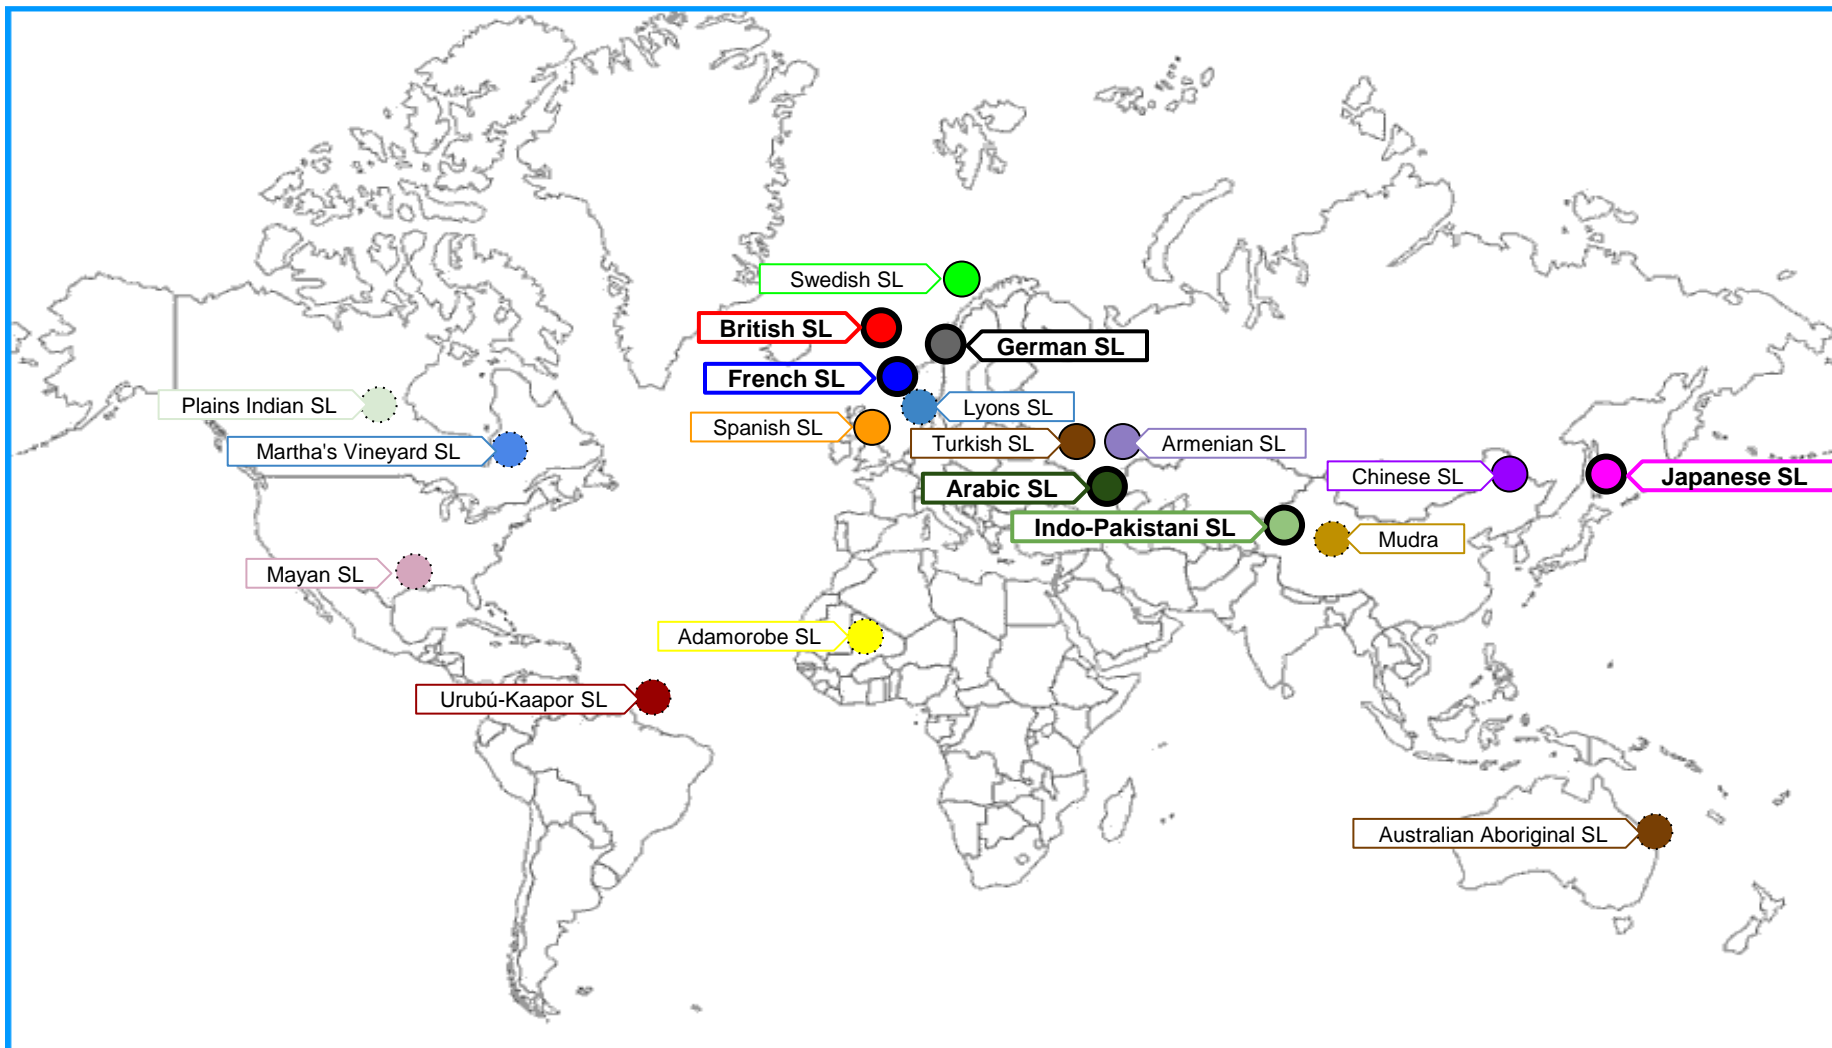 Swedish SL
British SL
German SL
French SL
Plains Indian SL
Lyons SL
Spanish SL
Martha's Vineyard SL
Turkish SL
Armenian SL
Chinese SL
Japanese SL
Arabic SL
Indo-Pakistani SL
Mudra
Mayan SL
Adamorobe SL
Urubú-Kaapor SL
Australian Aboriginal SL